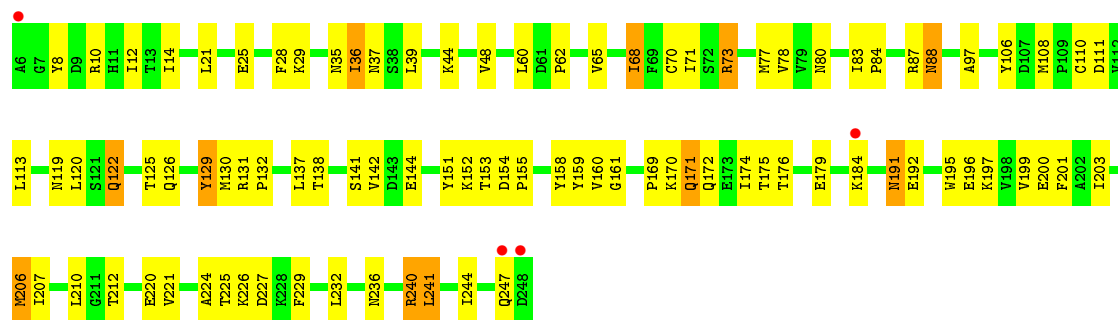 A6 G7 Y8 D9 R10 H11 I12 T13 I14 L21 E25 F28 K29 N35 I36 N37 S38 L39 K44 V48 L60 D61 P62 V65 I68 F69 C70 I71 S72 R73 M77 V78 V79 N80 I83 P84 R87 N88 A97 Y106 D107 M108 P109 C110 D111 V112
L113 N119 L120 S121 Q122 T125 Q126 Y129 M130 R131 P132 L137 T138 S141 V142 D143 E144 Y151 K152 T153 D154 P155 Y158 Y159 V160 G161 P169 K170 Q171 Q172 E173 I174 T175 T176 E179 K184 N191 E192 W195 E196 K197 V198 V199 E200 F201 A202 I203
M206 I207 L210 G211 T212 E220 V221 A224 T225 K226 D227 K228 F229 L232 N236 R240 L241 I244 Q247 D248